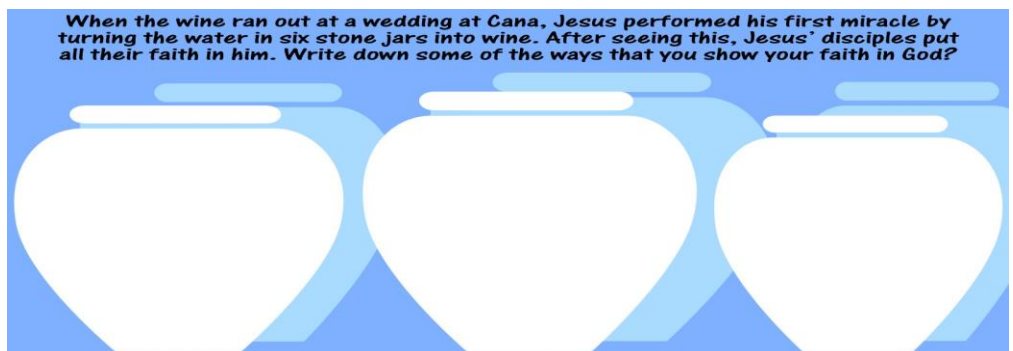 When the wine ran out at a wedding at Cana, Jesus performed his first miracle by
turning the water in six stone jars into wine. After seeing this, Jesus’ disciples put
all their faith in him. Write down some of the ways that you show your faith in God?